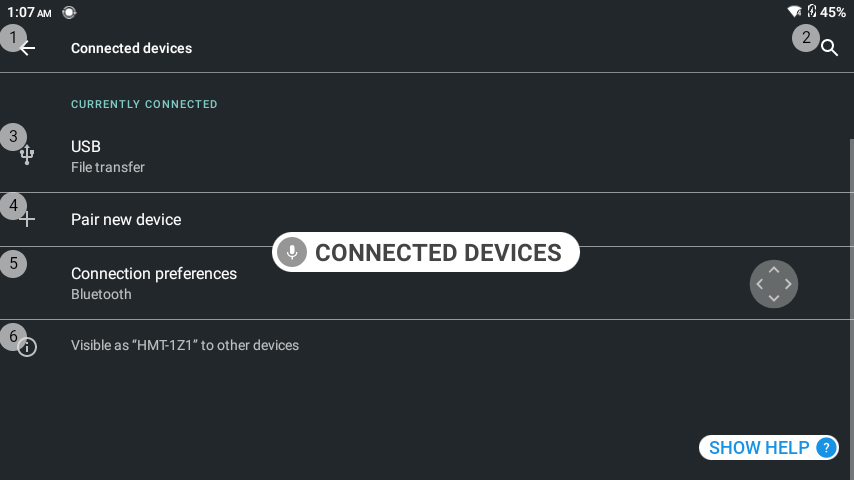 1:07 AM 45%
1 Connected devices 2
CURRENTLY CONNECTED
3 USB
File transfer
4 Pair new device
CONNECTED DEVICES
5 Connection preferences
Bluetooth
6 Visible as “HMT-1Z1” to other devices
SHOW HELP ?